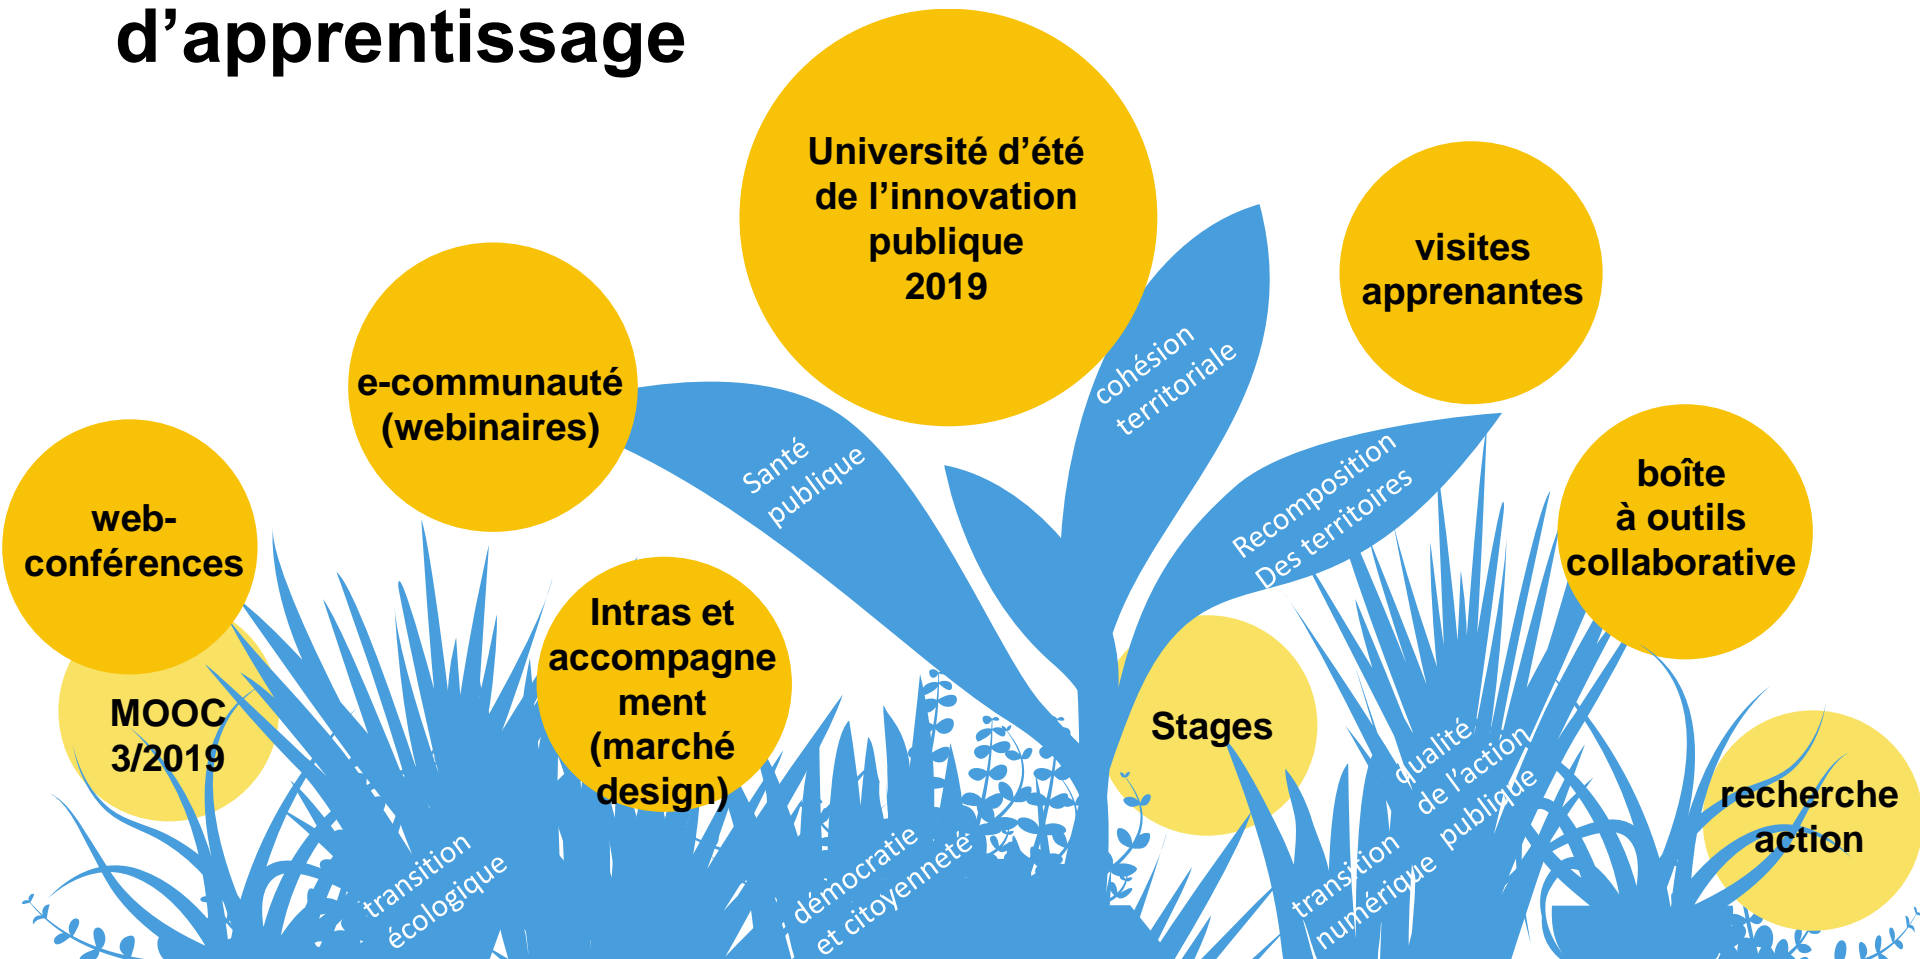 d’apprentissage
Université d’été
de l’innovation
publique
2019
visites
apprenantes
cohésion
territoriale
e-communauté
(webinaires)
Santé
publique
Recomposition
Des territoires
boîte
à outils
collaborative
web-
conférences
Intras et
accompagne
ment
(marché
design)
MOOC
3/2019
Stages
qualité
de l’action
publique
recherche
action
transition
écologique
démocratie
et citoyenneté
transition
numérique